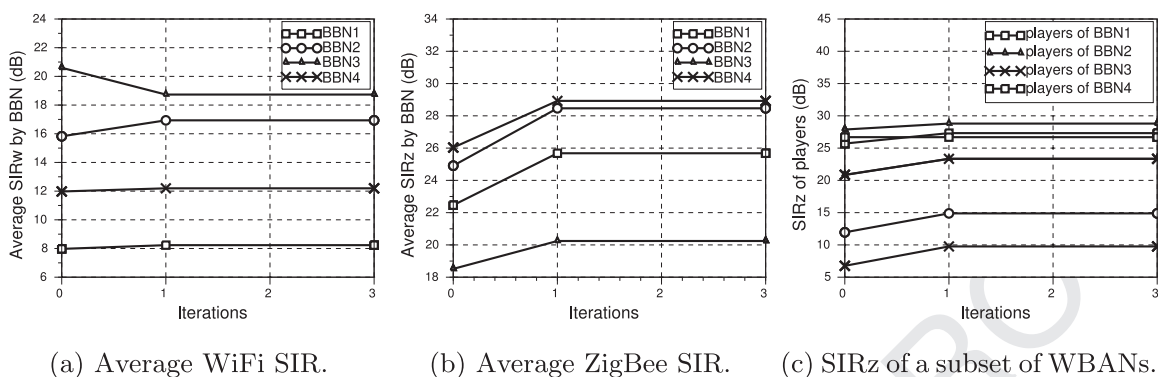 24
22
20
18
16
14
12
10
8
6
Average SIRw by BBN (dB)
0
1
2
3
Iterations
BBN1
BBN2
BBN3
BBN4
(a) Average WiFi SIR.
34
32
30
28
26
24
22
20
18
Average SIRz by BBN (dB)
0
1
2
3
Iterations
BBN1
BBN2
BBN3
BBN4
(b) Average ZigBee SIR.
45
40
35
30
25
20
15
10
5
SIRz of players (dB)
0
1
2
3
Iterations
players of BBN1
players of BBN2
players of BBN3
players of BBN4
(c) SIRz of a subset of WBANs.